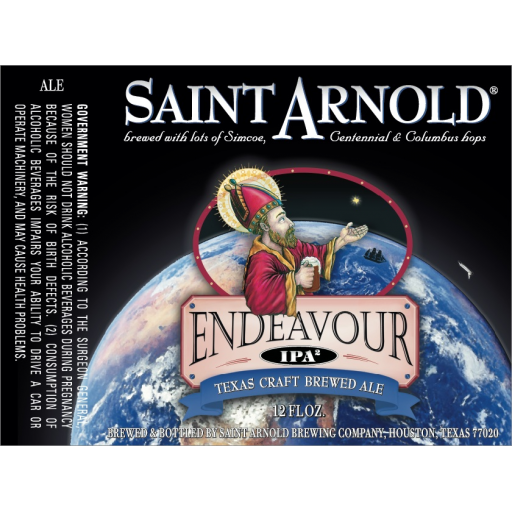 ALE
GOVERNMENT WARNING: (1) ACCORDING TO THE SURGEON GENERAL,
WOMEN SHOULD NOT DRINK ALCOHOLIC BEVERAGES DURING PREGNANCY
BECAUSE OF THE RISK OF BIRTH DEFECTS. (2) CONSUMPTION OF
ALCOHOLIC BEVERAGES IMPAIRS YOUR ABILITY TO DRIVE A CAR OR
OPERATE MACHINERY, AND MAY CAUSE HEALTH PROBLEMS.
SAINT ARNOLD®
brewed with lots of Simcoe, Centennial & Columbus hops
ENDEAVOUR
IPA²
TEXAS CRAFT BREWED ALE
12 FL OZ.
BREWED & BOTTLED BY SAINT ARNOLD BREWING COMPANY, HOUSTON, TEXAS 77020